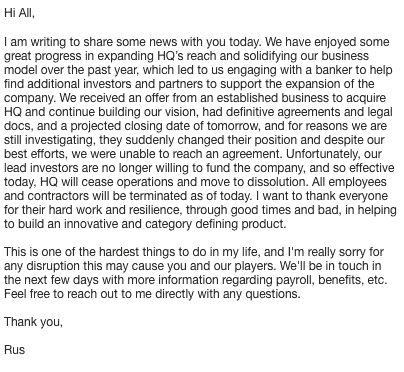 Hi All,
I am writing to share some news with you today. We have enjoyed some
great progress in expanding HQ's reach and solidifying our business
model over the past year, which led to us engaging with a banker to help
find additional investors and partners to support the expansion of the
company. We received an offer from an established business to acquire
HQ and continue building our vision, had definitive agreements and legal
docs, and a projected closing date of tomorrow, and for reasons we are
still investigating, they suddenly changed their position and despite our
best efforts, we were unable to reach an agreement. Unfortunately, our
lead investors are no longer willing to fund the company, and so effective
today, HQ will cease operations and move to dissolution. All employees
and contractors will be terminated as of today. I want to thank everyone
for their hard work and resilience, through good times and bad, in helping
to build an innovative and category defining product.
This is one of the hardest things to do in my life, and I'm really sorry for
any disruption this may cause you and our players. We'll be in touch in
the next few days with more information regarding payroll, benefits, etc.
Feel free to reach out to me directly with any questions.
Thank you,
Rus